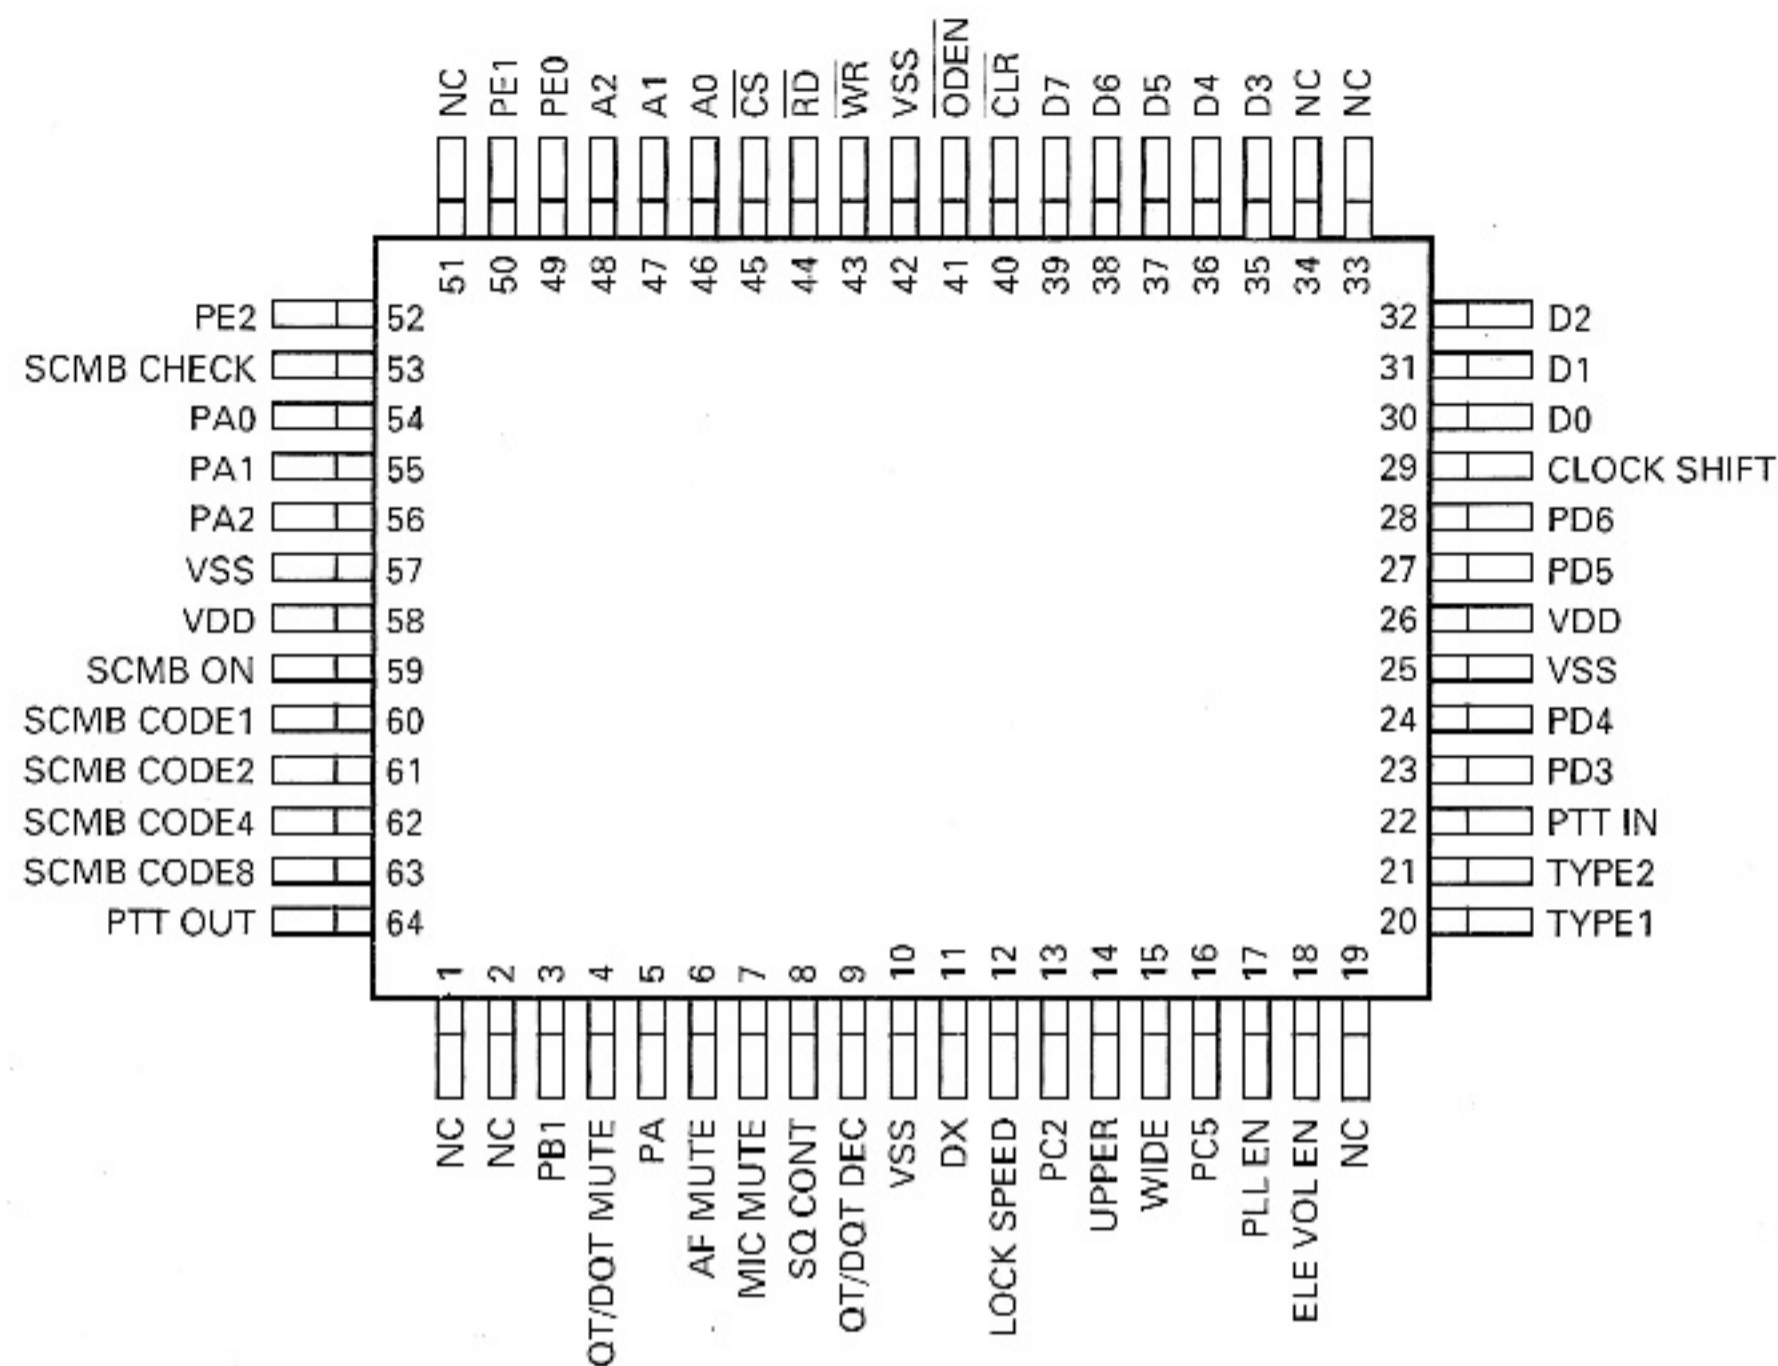 NC PE1 PE0 A2 A1 A0 CS RD WR VSS ODEN CLR D7 D6 D5 D4 D3 NC NC
51 50 49 48 47 46 45 44 43 42 41 40 39 38 37 36 35 34 33
PE2 52 32 D2
SCMB CHECK 53 31 D1
PA0 54 30 D0
PA1 55 29 CLOCK SHIFT
PA2 56 28 PD6
VSS 57 27 PD5
VDD 58 26 VDD
SCMB ON 59 25 VSS
SCMB CODE1 60 24 PD4
SCMB CODE2 61 23 PD3
SCMB CODE4 62 22 PTT IN
SCMB CODE8 63 21 TYPE2
PTT OUT 64 20 TYPE1
1 2 3 4 5 6 7 8 9 10 11 12 13 14 15 16 17 18 19
NC
NC
PB1
QT/DQT MUTE
PA
AF MUTE
MIC MUTE
SQ CONT
QT/DQT DEC
VSS
DX
LOCK SPEED
PC2
UPPER
WIDE
PC5
PLL EN
ELE VOL EN
NC